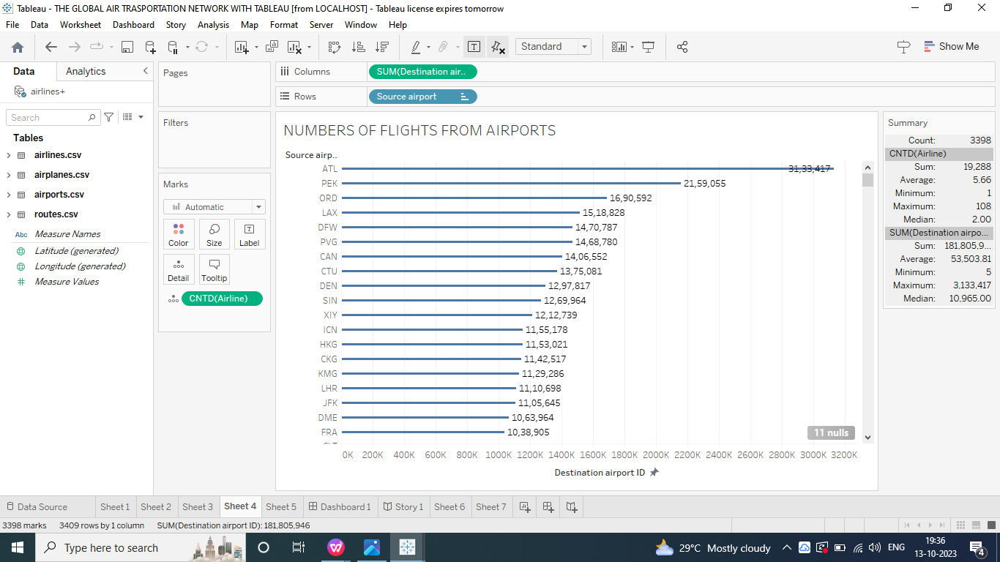 Tableau - THE GLOBAL AIR TRASPORTATION NETWORK WITH TABLEAU [from LOCALHOST] - Tableau license expires tomorrow
File Data Worksheet Dashboard Story Analysis Map Format Server Window Help
Standard
Show Me
Data Analytics
airlines+
Search
Tables
airlines.csv
airplanes.csv
airports.csv
routes.csv
Abc Measure Names
Latitude (generated)
Longitude (generated)
Measure Values
Pages
Filters
Marks
Automatic
Color Size Label
Detail Tooltip
CNTD(Airline)
Columns SUM(Destination air..
Rows Source airport
NUMBERS OF FLIGHTS FROM AIRPORTS
Source airp..
ATL 31,33,417
PEK 21,59,055
ORD 16,90,592
LAX 15,18,828
DFW 14,70,787
PVG 14,68,780
CAN 14,06,552
CTU 13,75,081
DEN 12,97,817
SIN 12,69,964
XIY 12,12,739
ICN 11,55,178
HKG 11,53,021
CKG 11,42,517
KMG 11,29,286
LHR 11,10,698
JFK 11,05,645
DME 10,63,964
FRA 10,38,905
11 nulls
0K 200K 400K 600K 800K 1000K 1200K 1400K 1600K 1800K 2000K 2200K 2400K 2600K 2800K 3000K 3200K
Destination airport ID
Summary
Count: 3398
CNTD(Airline)
Sum: 19,288
Average: 5.66
Minimum: 1
Maximum: 108
Median: 2.00
SUM(Destination airpo...
Sum: 181,805,9...
Average: 53,503.81
Minimum: 5
Maximum: 3,133,417
Median: 10,965.00
Data Source Sheet 1 Sheet 2 Sheet 3 Sheet 4 Sheet 5 Dashboard 1 Story 1 Sheet 6 Sheet 7
3398 marks 3409 rows by 1 column SUM(Destination airport ID): 181,805,946
Type here to search
29°C Mostly cloudy
ENG
19:36
13-10-2023
4